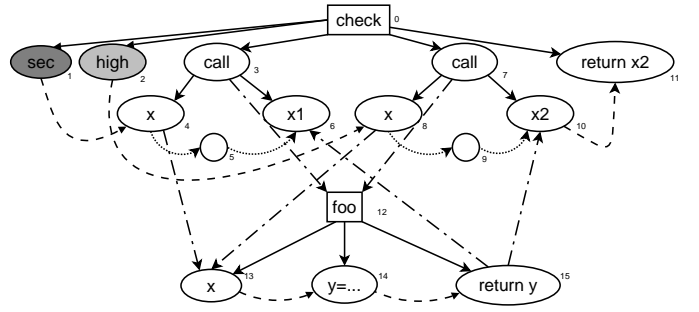 check 0
sec 1
high 2
call 3
call 7
return x2 11
x 4
x1 6
x 8
x2 10
5
9
foo 12
x 13
y=... 14
return y 15